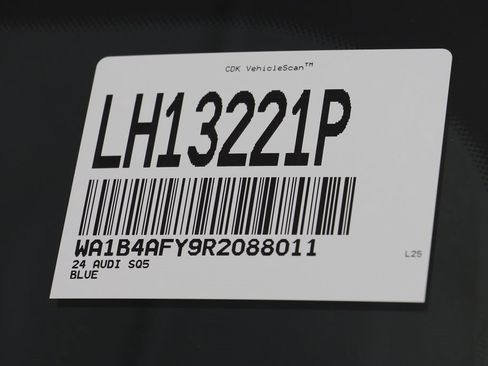 CDK VehicleScan™
LH13221P
WA1B4AFY9R2088011
24 AUDI SQ5
BLUE
L25